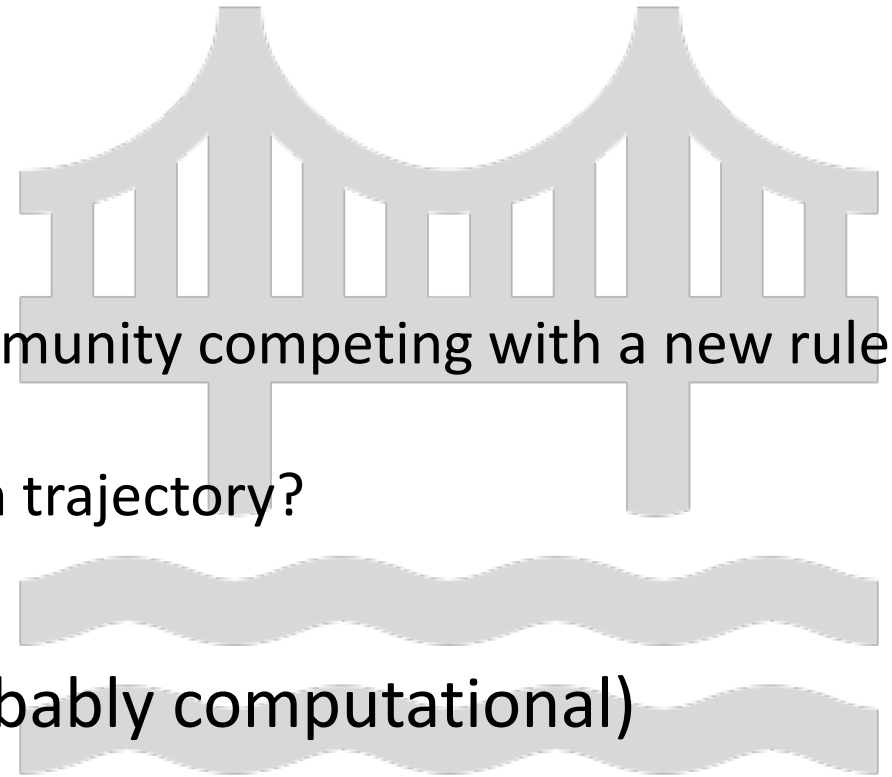 munity competing with a new rule
trajectory?
bably computational)